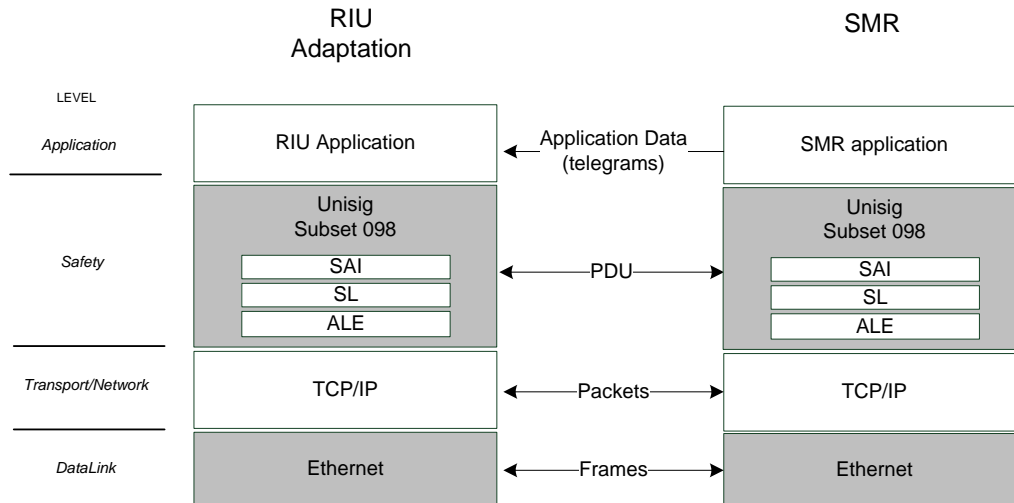 RIU
Adaptation
SMR
LEVEL
Application
RIU Application
Application Data
(telegrams)
SMR application
Safety
Unisig
Subset 098
SAI
SL
ALE
PDU
Unisig
Subset 098
SAI
SL
ALE
Transport/Network
TCP/IP
Packets
TCP/IP
DataLink
Ethernet
Frames
Ethernet